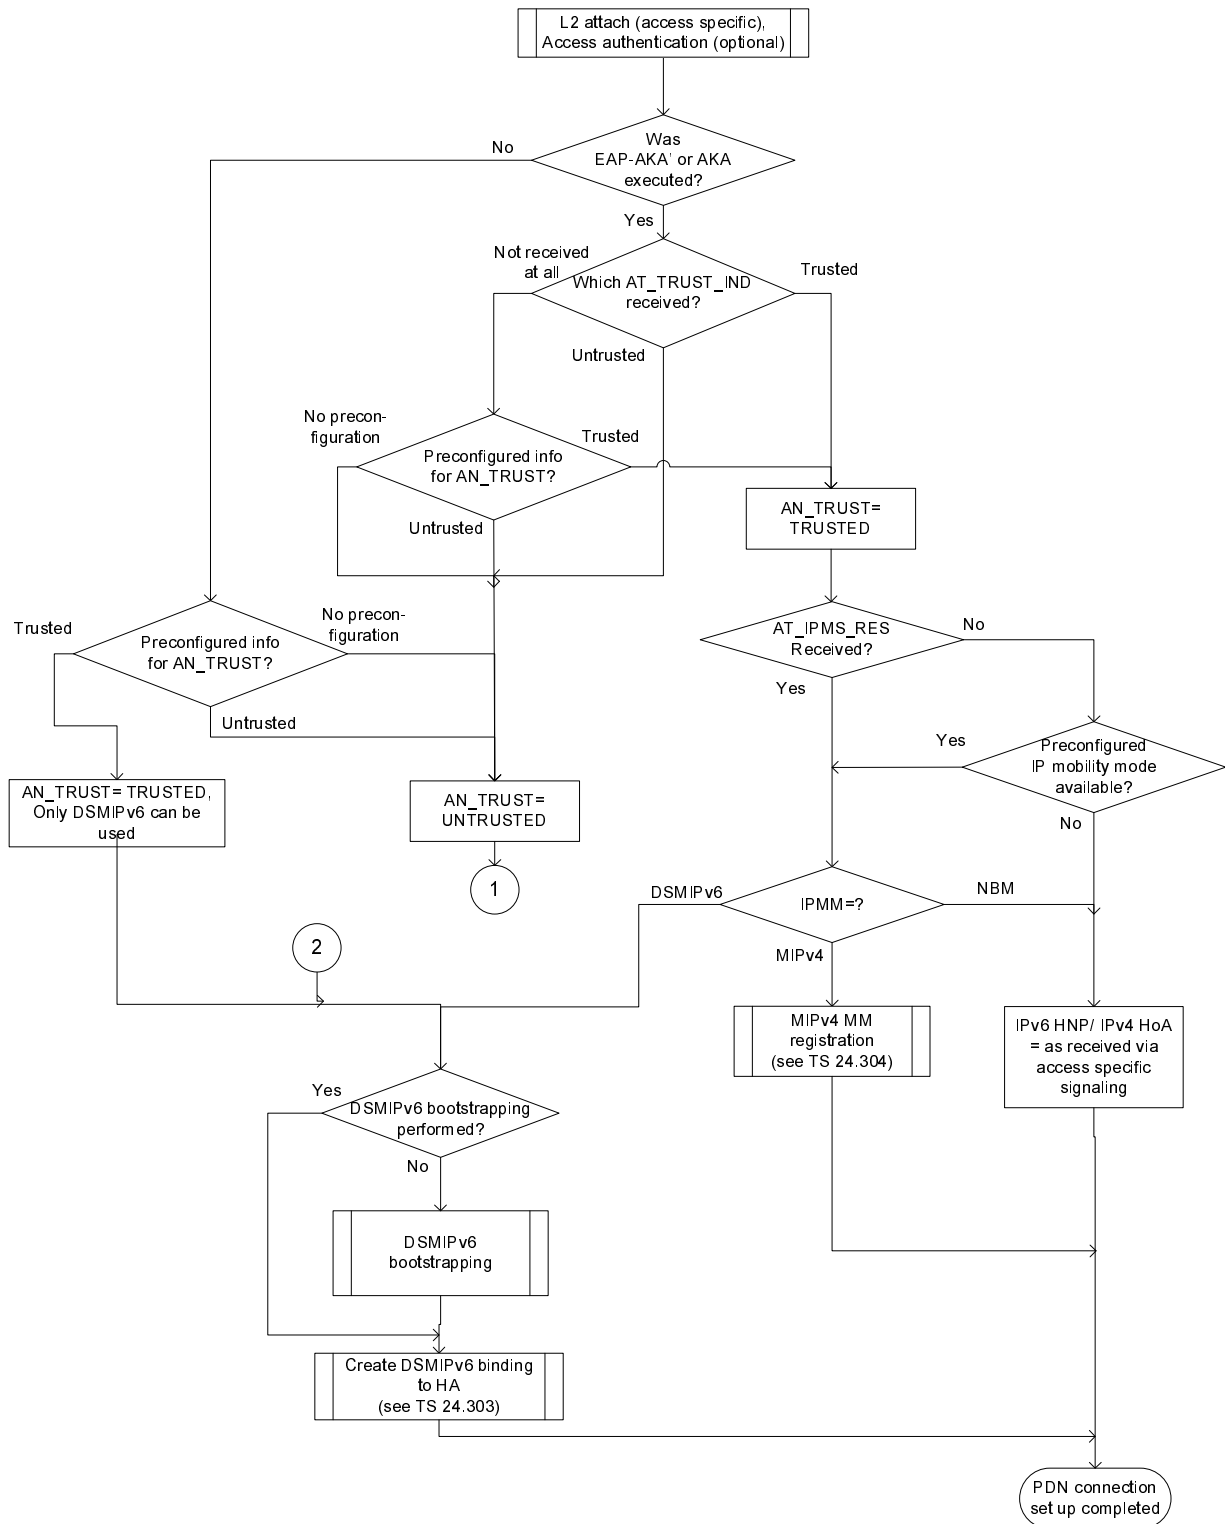 L2 attach (access specific),
Access authentication (optional)
Was
EAP-AKA' or AKA
executed?
No
Yes
Not received
at all
Which AT_TRUST_IND
received?
Trusted
Untrusted
No precon-
figuration
Preconfigured info
for AN_TRUST?
Trusted
Untrusted
AN_TRUST=
TRUSTED
Trusted
Preconfigured info
for AN_TRUST?
No precon-
figuration
Untrusted
AT_IPMS_RES
Received?
No
Yes
Preconfigured
IP mobility mode
available?
Yes
No
AN_TRUST= TRUSTED,
Only DSMIPv6 can be
used
AN_TRUST=
UNTRUSTED
1
DSMIPv6
IPMM=?
NBM
MIPv4
2
MIPv4 MM
registration
(see TS 24.304)
IPv6 HNP/ IPv4 HoA
= as received via
access specific
signaling
Yes
DSMIPv6 bootstrapping
performed?
No
DSMIPv6
bootstrapping
Create DSMIPv6 binding
to HA
(see TS 24.303)
PDN connection
set up completed